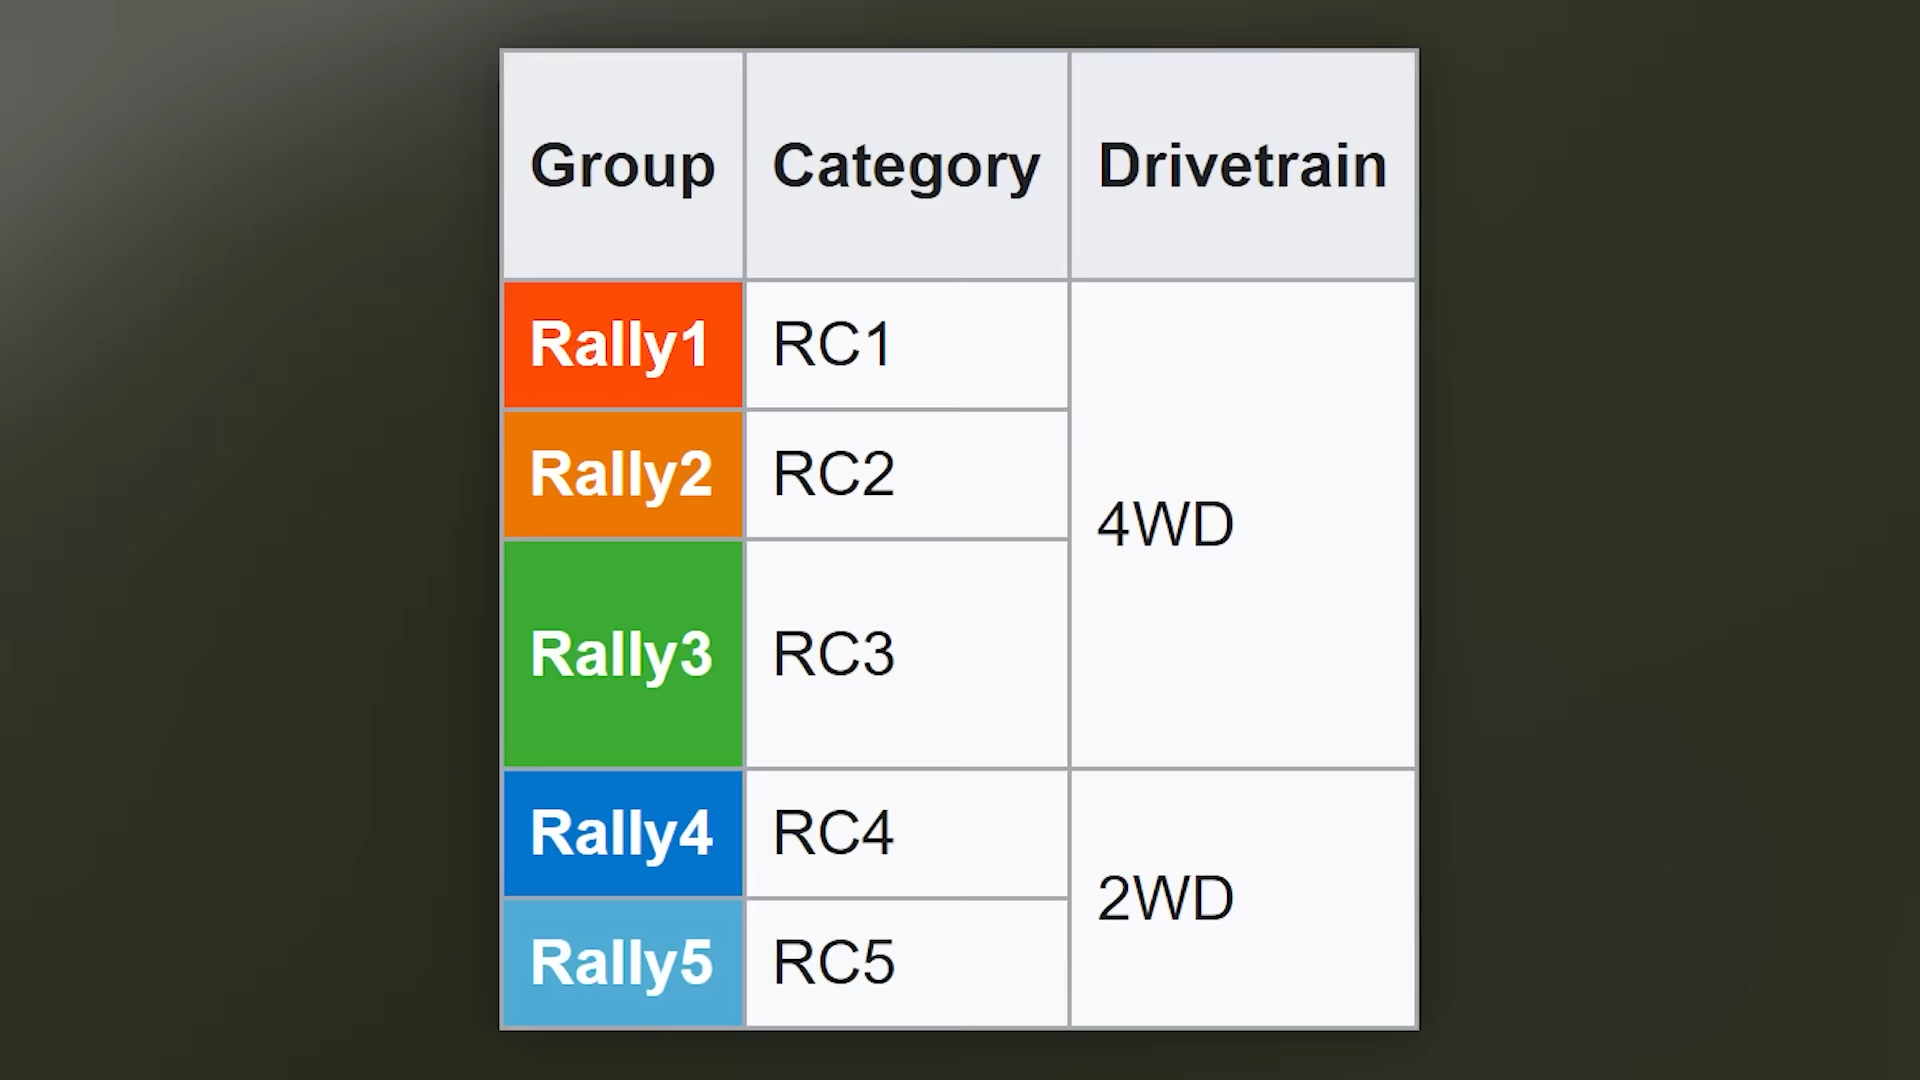 Group Category Drivetrain
Rally1 RC1
Rally2 RC2
4WD
Rally3 RC3
Rally4 RC4
2WD
Rally5 RC5